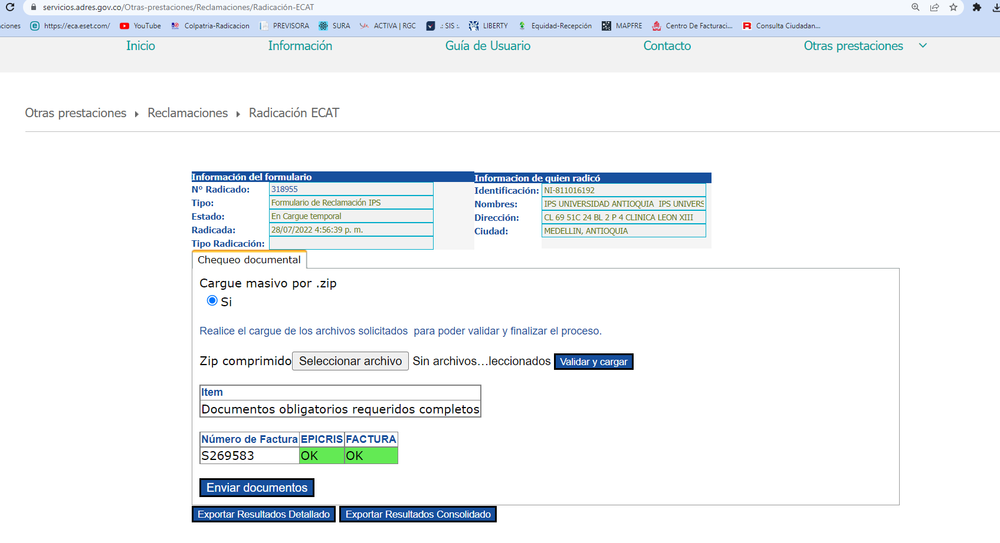 servicios.adres.gov.co/Otras-prestaciones/Reclamaciones/Radicación-ECAT
ciones https://eca.eset.com/ YouTube Colpatria-Radicacion PREVISORA SURA ACTIVA | RGC .: SIS :. LIBERTY Equidad-Recepción MAPFRE Centro De Facturaci... Consulta Ciudadan...
Inicio Información Guía de Usuario Contacto Otras prestaciones
Otras prestaciones Reclamaciones Radicación ECAT
Información del formulario
Nº Radicado: 318955
Tipo: Formulario de Reclamación IPS
Estado: En Cargue temporal
Radicada: 28/07/2022 4:56:39 p. m.
Tipo Radicación:
Informacion de quien radicó
Identificación: NI-811016192
Nombres: IPS UNIVERSIDAD ANTIOQUIA IPS UNIVERS
Dirección: CL 69 51C 24 BL 2 P 4 CLINICA LEON XIII
Ciudad: MEDELLIN, ANTIOQUIA
Chequeo documental
Cargue masivo por .zip
Si
Realice el cargue de los archivos solicitados para poder validar y finalizar el proceso.
Zip comprimido Seleccionar archivo Sin archivos...leccionados Validar y cargar
Item
Documentos obligatorios requeridos completos
Número de Factura EPICRIS FACTURA
S269583 OK OK
Enviar documentos
Exportar Resultados Detallado Exportar Resultados Consolidado